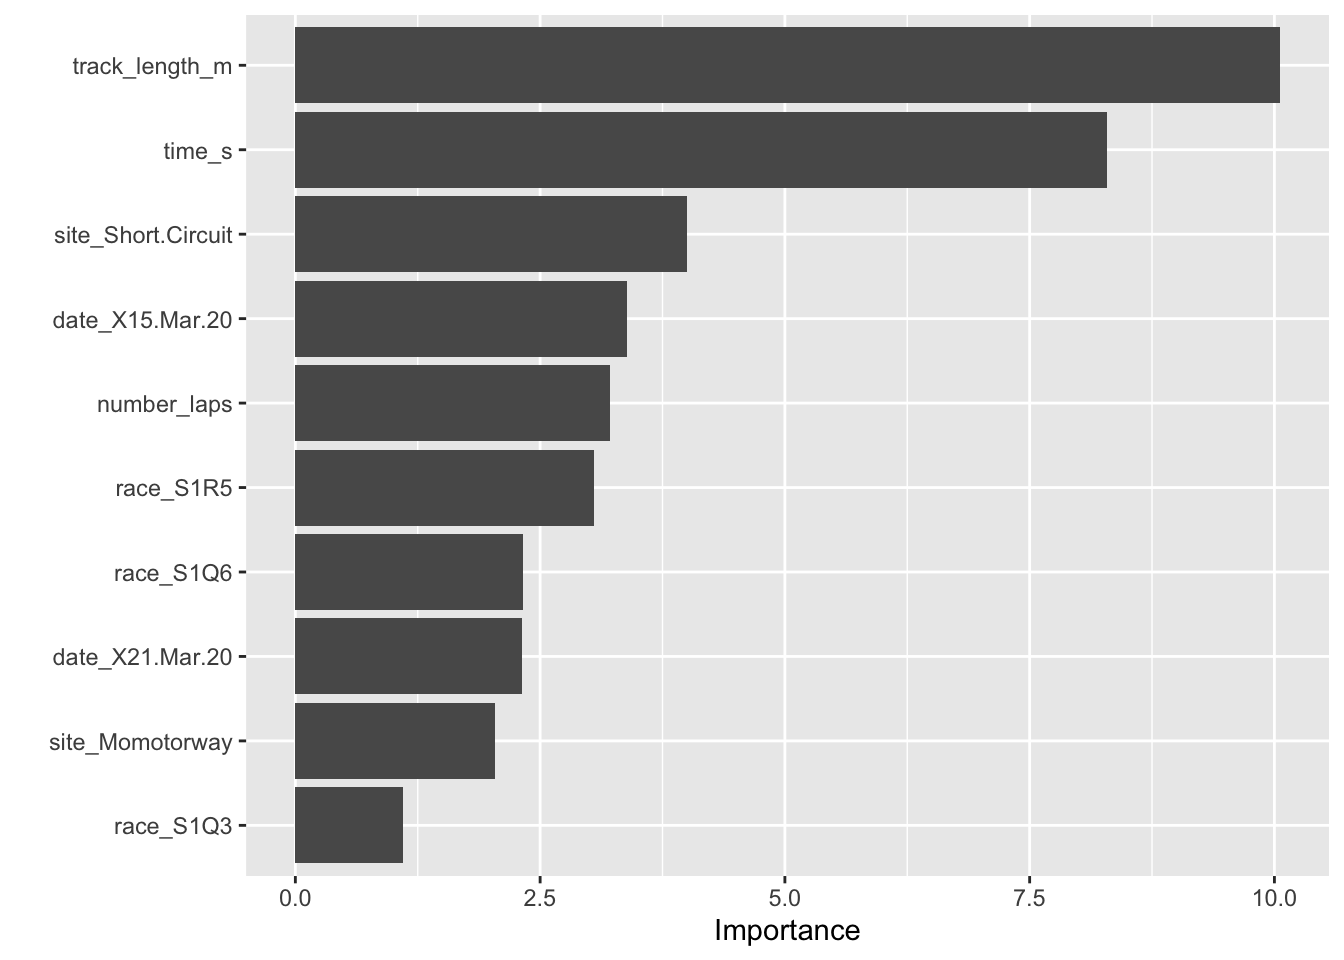 track_length_m
time_s
site_Short.Circuit
date_X15.Mar.20
number_laps
race_S1R5
race_S1Q6
date_X21.Mar.20
site_Momotorway
race_S1Q3
0.0 2.5 5.0 7.5 10.0
Importance